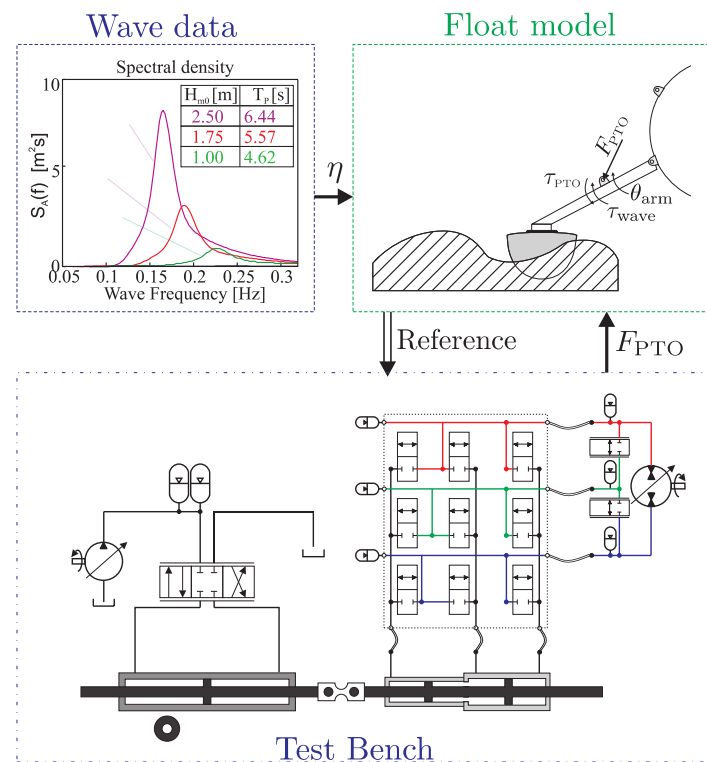 Wave data
Float model
Spectral density
10
5
0
S_A(f) [m²s]
H_m0 [m] T_P [s]
2.50 6.44
1.75 5.57
1.00 4.62
0.05 0.1 0.15 0.2 0.25 0.3
Wave Frequency [Hz]
η
F_PTO
τ_PTO
θ_arm
τ_wave
Reference
F_PTO
Test Bench